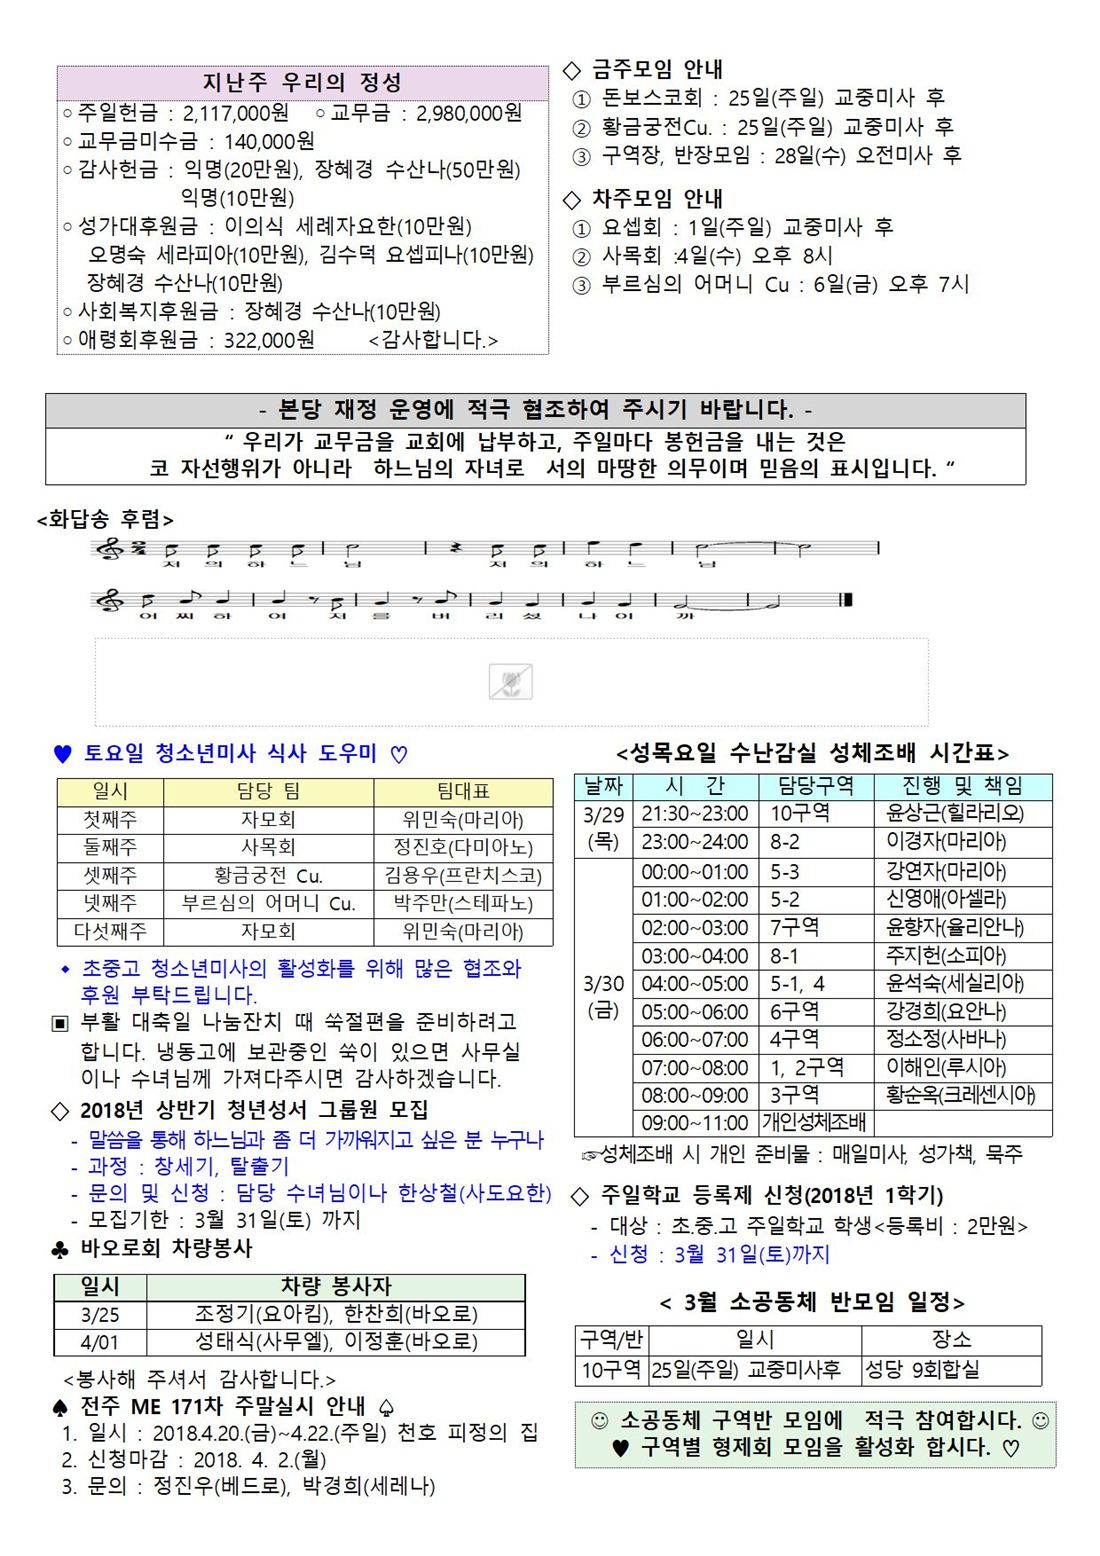 지난주 우리의 정성
○ 주일헌금 : 2,117,000원 ○ 교무금 : 2,980,000원
○ 교무금미수금 : 140,000원
○ 감사헌금 : 익명(20만원), 장혜경 수산나(50만원)
익명(10만원)
○ 성가대후원금 : 이의식 세례자요한(10만원)
오명숙 세라피아(10만원), 김수덕 요셉피나(10만원)
장혜경 수산나(10만원)
○ 사회복지후원금 : 장혜경 수산나(10만원)
○ 애령회후원금 : 322,000원 <감사합니다.>
◇ 금주모임 안내
① 돈보스코회 : 25일(주일) 교중미사 후
② 황금궁전Cu. : 25일(주일) 교중미사 후
③ 구역장, 반장모임 : 28일(수) 오전미사 후
◇ 차주모임 안내
① 요셉회 : 1일(주일) 교중미사 후
② 사목회 :4일(수) 오후 8시
③ 부르심의 어머니 Cu : 6일(금) 오후 7시
- 본당 재정 운영에 적극 협조하여 주시기 바랍니다. -
“ 우리가 교무금을 교회에 납부하고, 주일마다 봉헌금을 내는 것은
코 자선행위가 아니라 하느님의 자녀로 서의 마땅한 의무이며 믿음의 표시입니다. “
<화답송 후렴>
저 의 하 느 님 저 의 하 느 님
어 찌 하 여 저 를 버 리 셨 나 이 까
♥ 토요일 청소년미사 식사 도우미 ♡
일시 담당 팀 팀대표
첫째주 자모회 위민숙(마리아)
둘째주 사목회 정진호(다미아노)
셋째주 황금궁전 Cu. 김용우(프란치스코)
넷째주 부르심의 어머니 Cu. 박주만(스테파노)
다섯째주 자모회 위민숙(마리아)
◆ 초중고 청소년미사의 활성화를 위해 많은 협조와
후원 부탁드립니다.
▣ 부활 대축일 나눔잔치 때 쑥절편을 준비하려고
합니다. 냉동고에 보관중인 쑥이 있으면 사무실
이나 수녀님께 가져다주시면 감사하겠습니다.
◇ 2018년 상반기 청년성서 그룹원 모집
- 말씀을 통해 하느님과 좀 더 가까워지고 싶은 분 누구나
- 과정 : 창세기, 탈출기
- 문의 및 신청 : 담당 수녀님이나 한상철(사도요한)
- 모집기한 : 3월 31일(토) 까지
♣ 바오로회 차량봉사
일시 차량 봉사자
3/25 조정기(요아킴), 한찬희(바오로)
4/01 성태식(사무엘), 이정훈(바오로)
<봉사해 주셔서 감사합니다.>
♠ 전주 ME 171차 주말실시 안내 ♤
1. 일시 : 2018.4.20.(금)~4.22.(주일) 천호 피정의 집
2. 신청마감 : 2018. 4. 2.(월)
3. 문의 : 정진우(베드로), 박경희(세레나)
<성목요일 수난감실 성체조배 시간표>
날짜 시 간 담당구역 진행 및 책임
3/29 (목) 21:30~23:00 10구역 윤상근(힐라리오)
23:00~24:00 8-2 이경자(마리아)
3/30 (금) 00:00~01:00 5-3 강연자(마리아)
01:00~02:00 5-2 신영애(아셀라)
02:00~03:00 7구역 윤향자(율리안나)
03:00~04:00 8-1 주지헌(소피아)
04:00~05:00 5-1, 4 윤석숙(세실리아)
05:00~06:00 6구역 강경희(요안나)
06:00~07:00 4구역 정소정(사바나)
07:00~08:00 1, 2구역 이해인(루시아)
08:00~09:00 3구역 황순옥(크레센시아)
09:00~11:00 개인성체조배
☞성체조배 시 개인 준비물 : 매일미사, 성가책, 묵주
◇ 주일학교 등록제 신청(2018년 1학기)
- 대상 : 초.중.고 주일학교 학생<등록비 : 2만원>
- 신청 : 3월 31일(토)까지
< 3월 소공동체 반모임 일정>
구역/반 일시 장소
10구역 25일(주일) 교중미사후 성당 9회합실
☺ 소공동체 구역반 모임에 적극 참여합시다. ☺
♥ 구역별 형제회 모임을 활성화 합시다. ♡